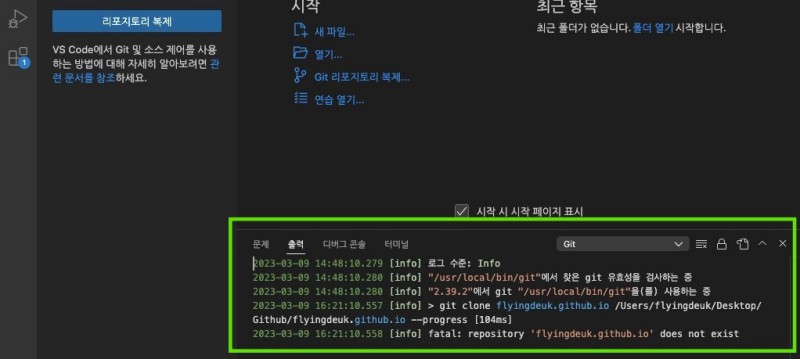 리포지토리 복제
VS Code에서 Git 및 소스 제어를 사용
하는 방법에 대해 자세히 알아보려면 관
련 문서를 참조하세요.
1
시작
새 파일...
열기...
Git 리포지토리 복제...
연습 열기...
최근 항목
최근 폴더가 없습니다. 폴더 열기 시작합니다.
시작 시 시작 페이지 표시
문제 출력 디버그 콘솔 터미널 Git
2023-03-09 14:48:10.279 [info] 로그 수준: Info
2023-03-09 14:48:10.280 [info] "/usr/local/bin/git"에서 찾은 git 유효성을 검사하는 중
2023-03-09 14:48:10.280 [info] "2.39.2"에서 git "/usr/local/bin/git"을(를) 사용하는 중
2023-03-09 16:21:10.557 [info] > git clone flyingdeuk.github.io /Users/flyingdeuk/Desktop/
Github/flyingdeuk.github.io --progress [104ms]
2023-03-09 16:21:10.558 [info] fatal: repository 'flyingdeuk.github.io' does not exist